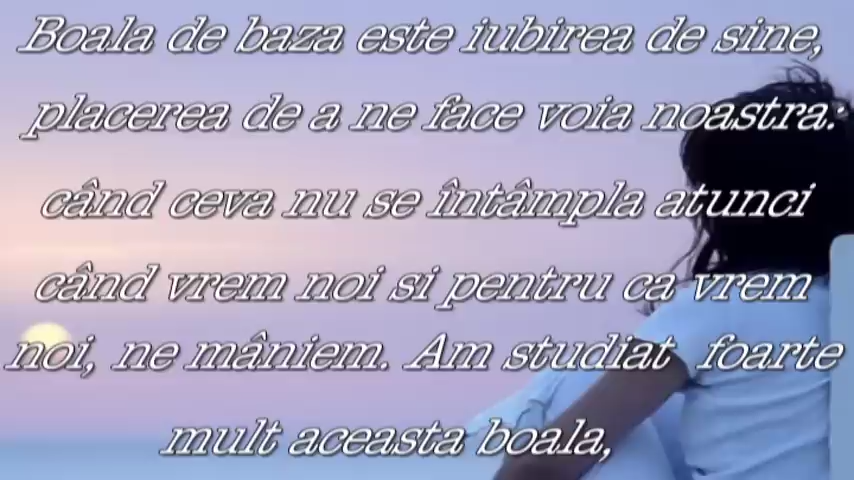 Boala de baza este iubirea de sine,
placerea de a ne face voia noastra:
când ceva nu se întâmpla atunci
când vrem noi si pentru ca vrem
noi, ne mâniem. Am studiat foarte
mult aceasta boala,